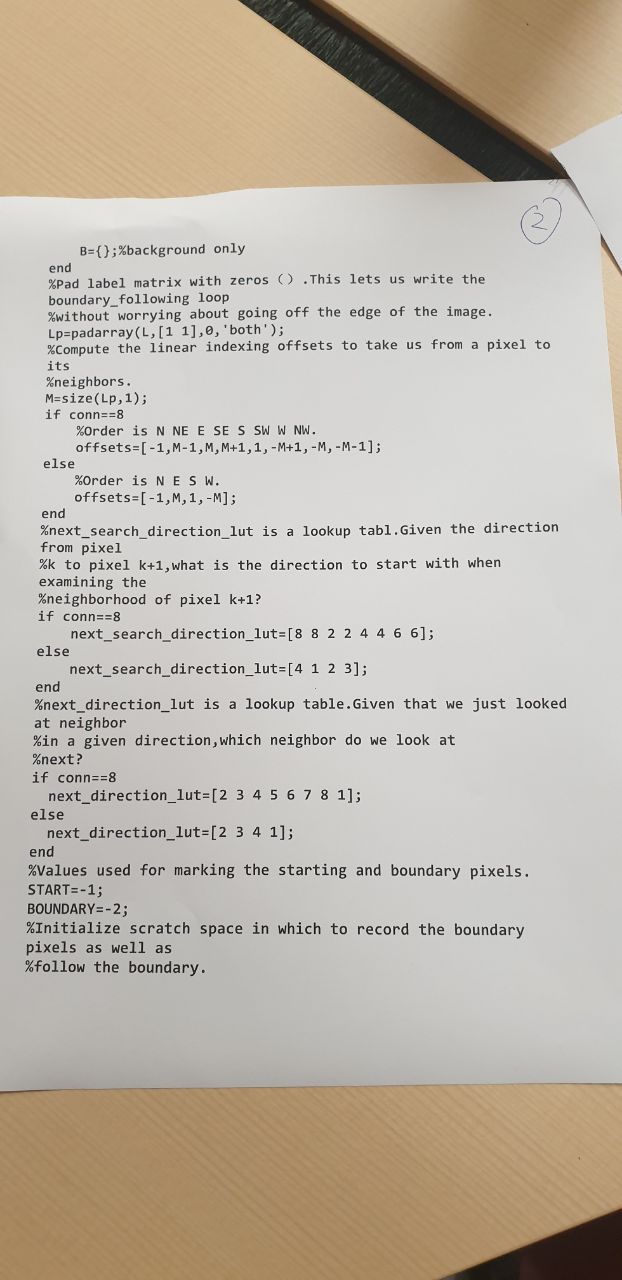 2
B={};%background only
end
%Pad label matrix with zeros () .This lets us write the
boundary_following loop
%without worrying about going off the edge of the image.
Lp=padarray(L,[1 1],0,'both');
%Compute the linear indexing offsets to take us from a pixel to
its
%neighbors.
M=size(Lp,1);
if conn==8
%Order is N NE E SE S SW W NW.
offsets=[-1,M-1,M,M+1,1,-M+1,-M,-M-1];
else
%Order is N E S W.
offsets=[-1,M,1,-M];
end
%next_search_direction_lut is a lookup tabl.Given the direction
from pixel
%k to pixel k+1,what is the direction to start with when
examining the
%neighborhood of pixel k+1?
if conn==8
next_search_direction_lut=[8 8 2 2 4 4 6 6];
else
next_search_direction_lut=[4 1 2 3];
end
%next_direction_lut is a lookup table.Given that we just looked
at neighbor
%in a given direction,which neighbor do we look at
%next?
if conn==8
next_direction_lut=[2 3 4 5 6 7 8 1];
else
next_direction_lut=[2 3 4 1];
end
%Values used for marking the starting and boundary pixels.
START=-1;
BOUNDARY=-2;
%Initialize scratch space in which to record the boundary
pixels as well as
%follow the boundary.